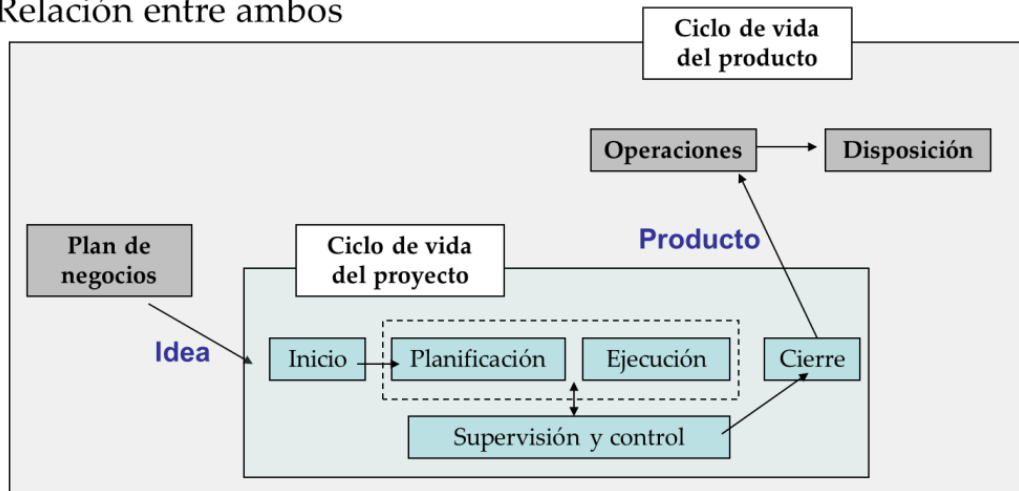 Relación entre ambos
Ciclo de vida
del producto
Operaciones
Disposición
Plan de
negocios
Ciclo de vida
del proyecto
Producto
Idea
Inicio
Planificación
Ejecución
Cierre
Supervisión y control